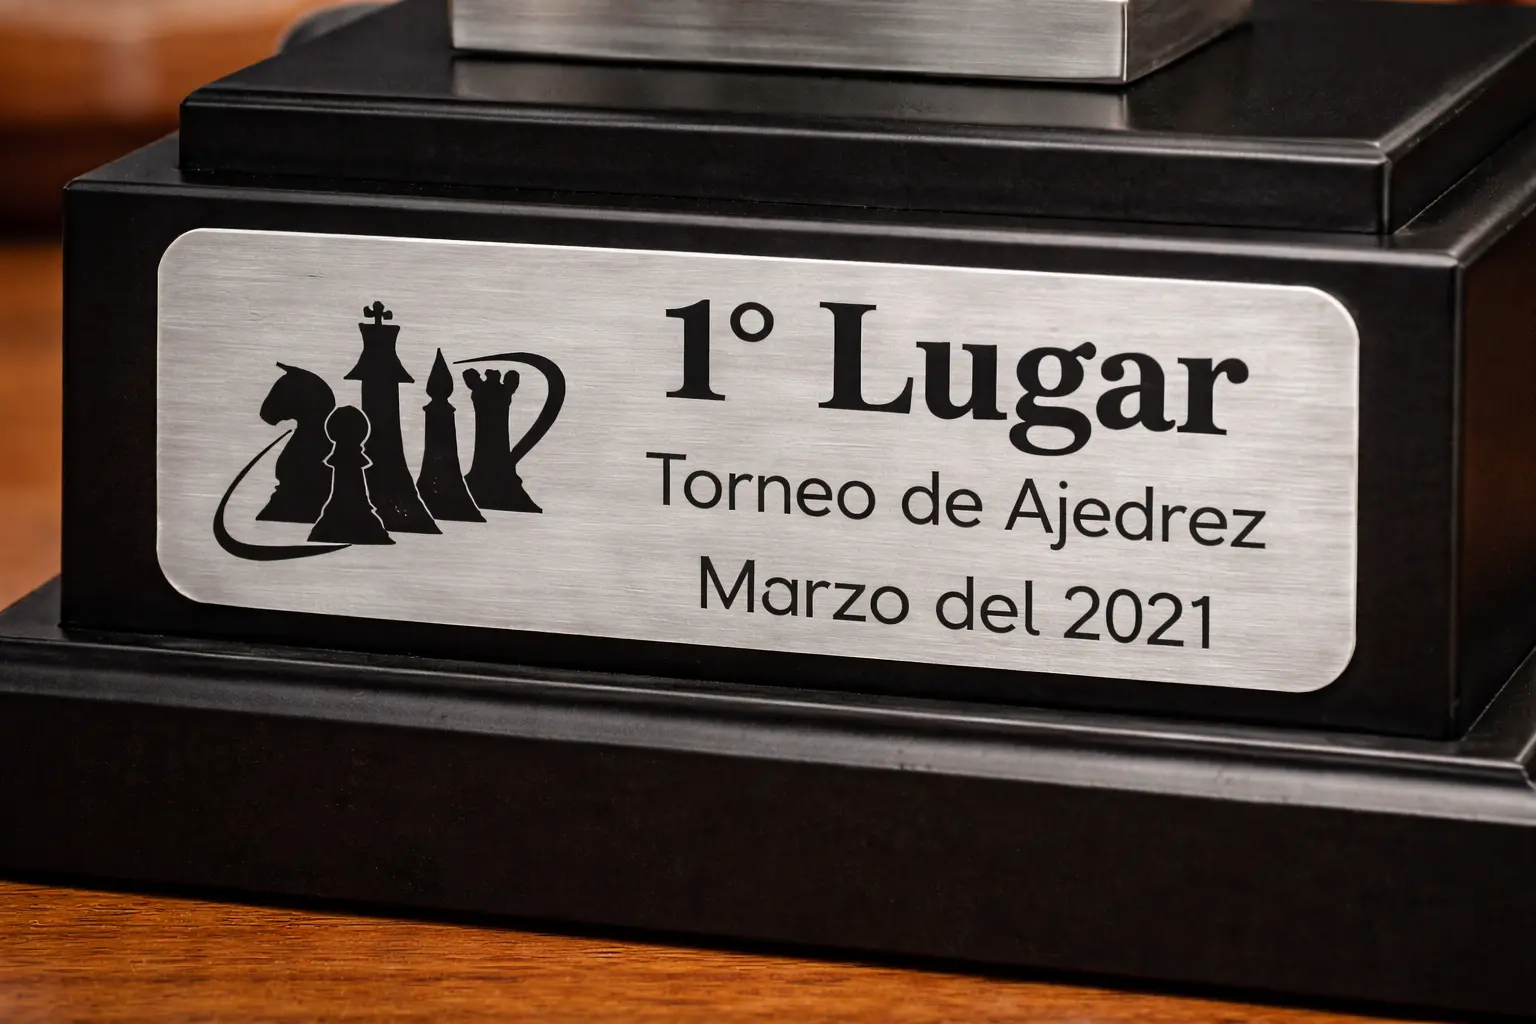 1° Lugar
Torneo de Ajedrez
Marzo del 2021